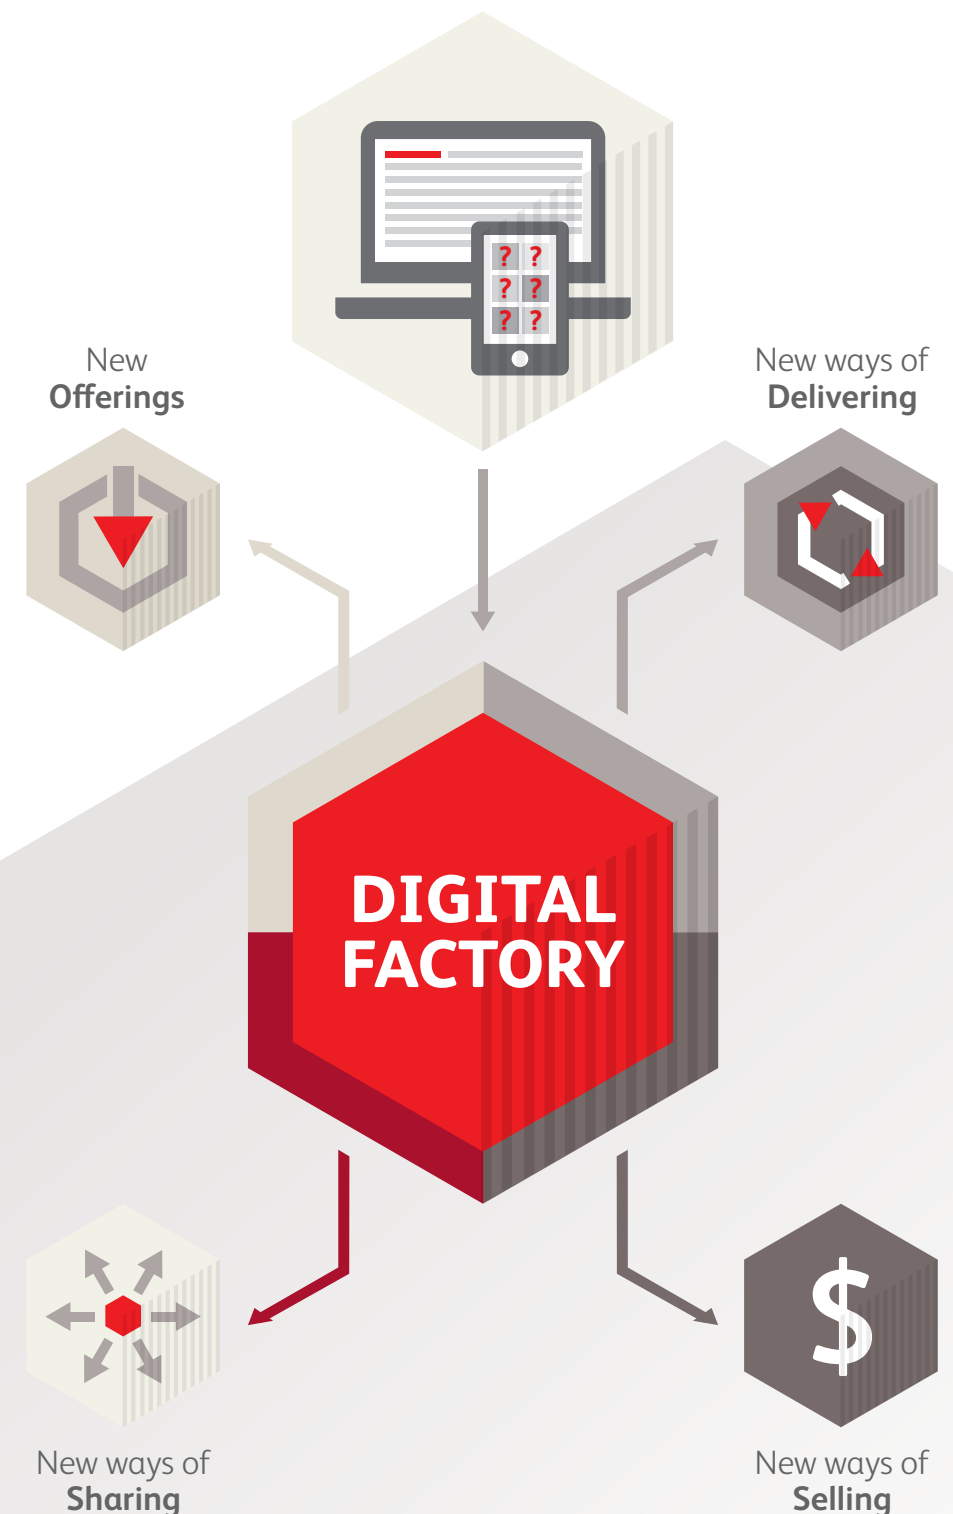 ? ?
? ?
? ?
New
Offerings
New ways of
Delivering
DIGITAL
FACTORY
$
New ways of
Sharing
New ways of
Selling